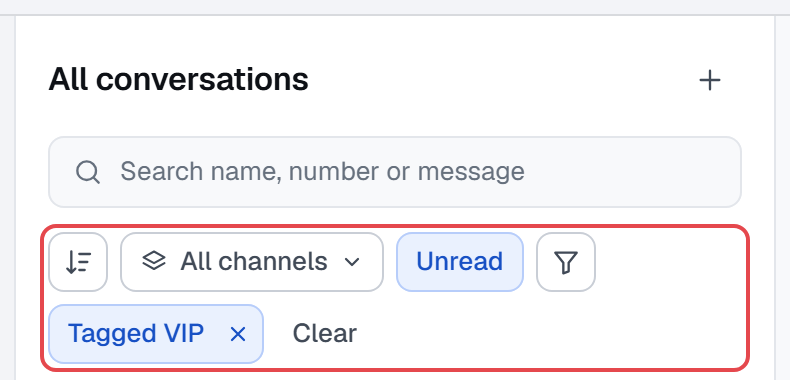 All conversations
Search name, number or message
All channels Unread
Tagged VIP Clear